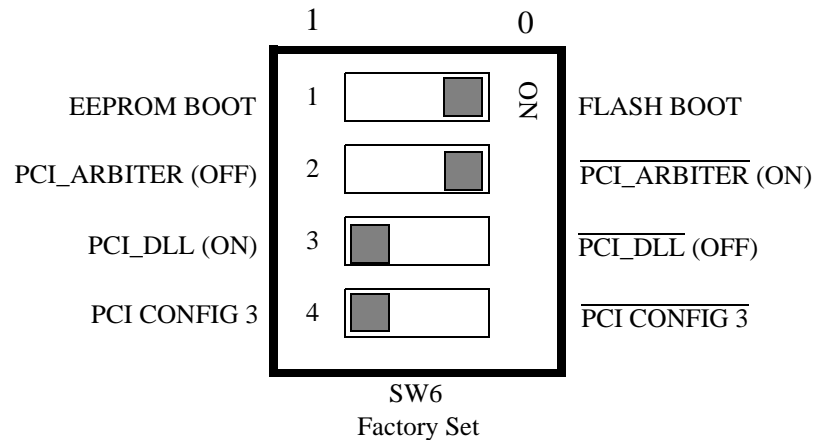 1 0
EEPROM BOOT 1 ON FLASH BOOT
PCI_ARBITER (OFF) 2 PCI_ARBITER (ON)
PCI_DLL (ON) 3 PCI_DLL (OFF)
PCI CONFIG 3 4 PCI CONFIG 3
SW6
Factory Set